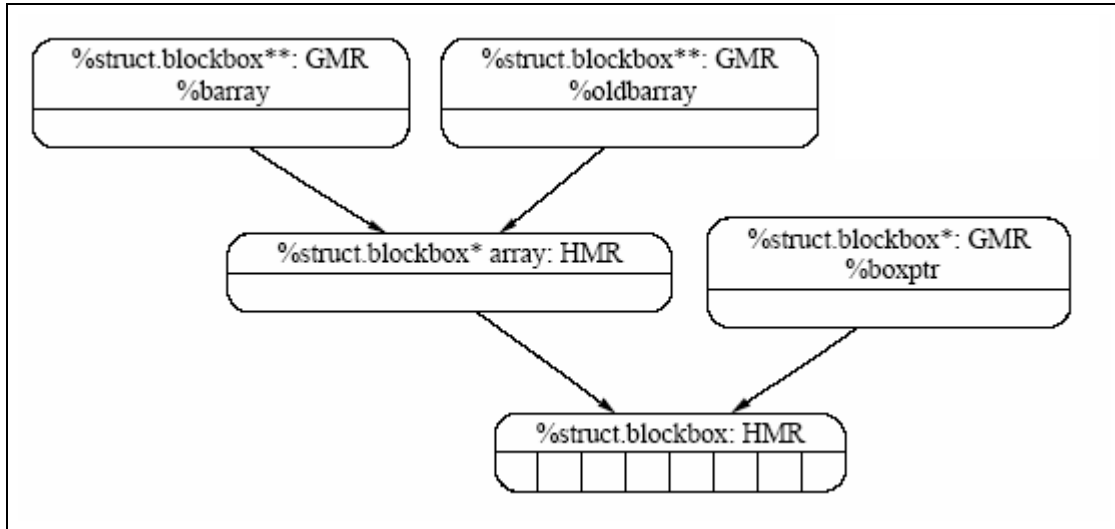 %struct.blockbox**: GMR
%barray
%struct.blockbox**: GMR
%oldbarray
%struct.blockbox* array: HMR
%struct.blockbox*: GMR
%boxptr
%struct.blockbox: HMR